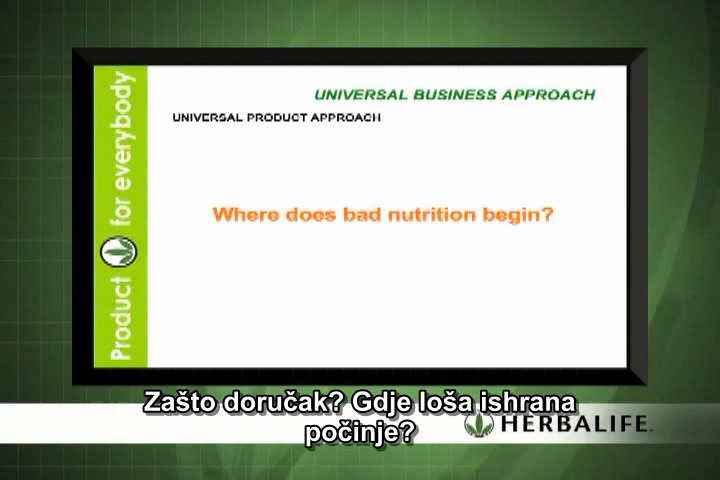 UNIVERSAL BUSINESS APPROACH
UNIVERSAL PRODUCT APPROACH
Where does bad nutrition begin?
Product for everybody
Zašto doručak? Gdje loša ishrana
počinje?
HERBALIFE.